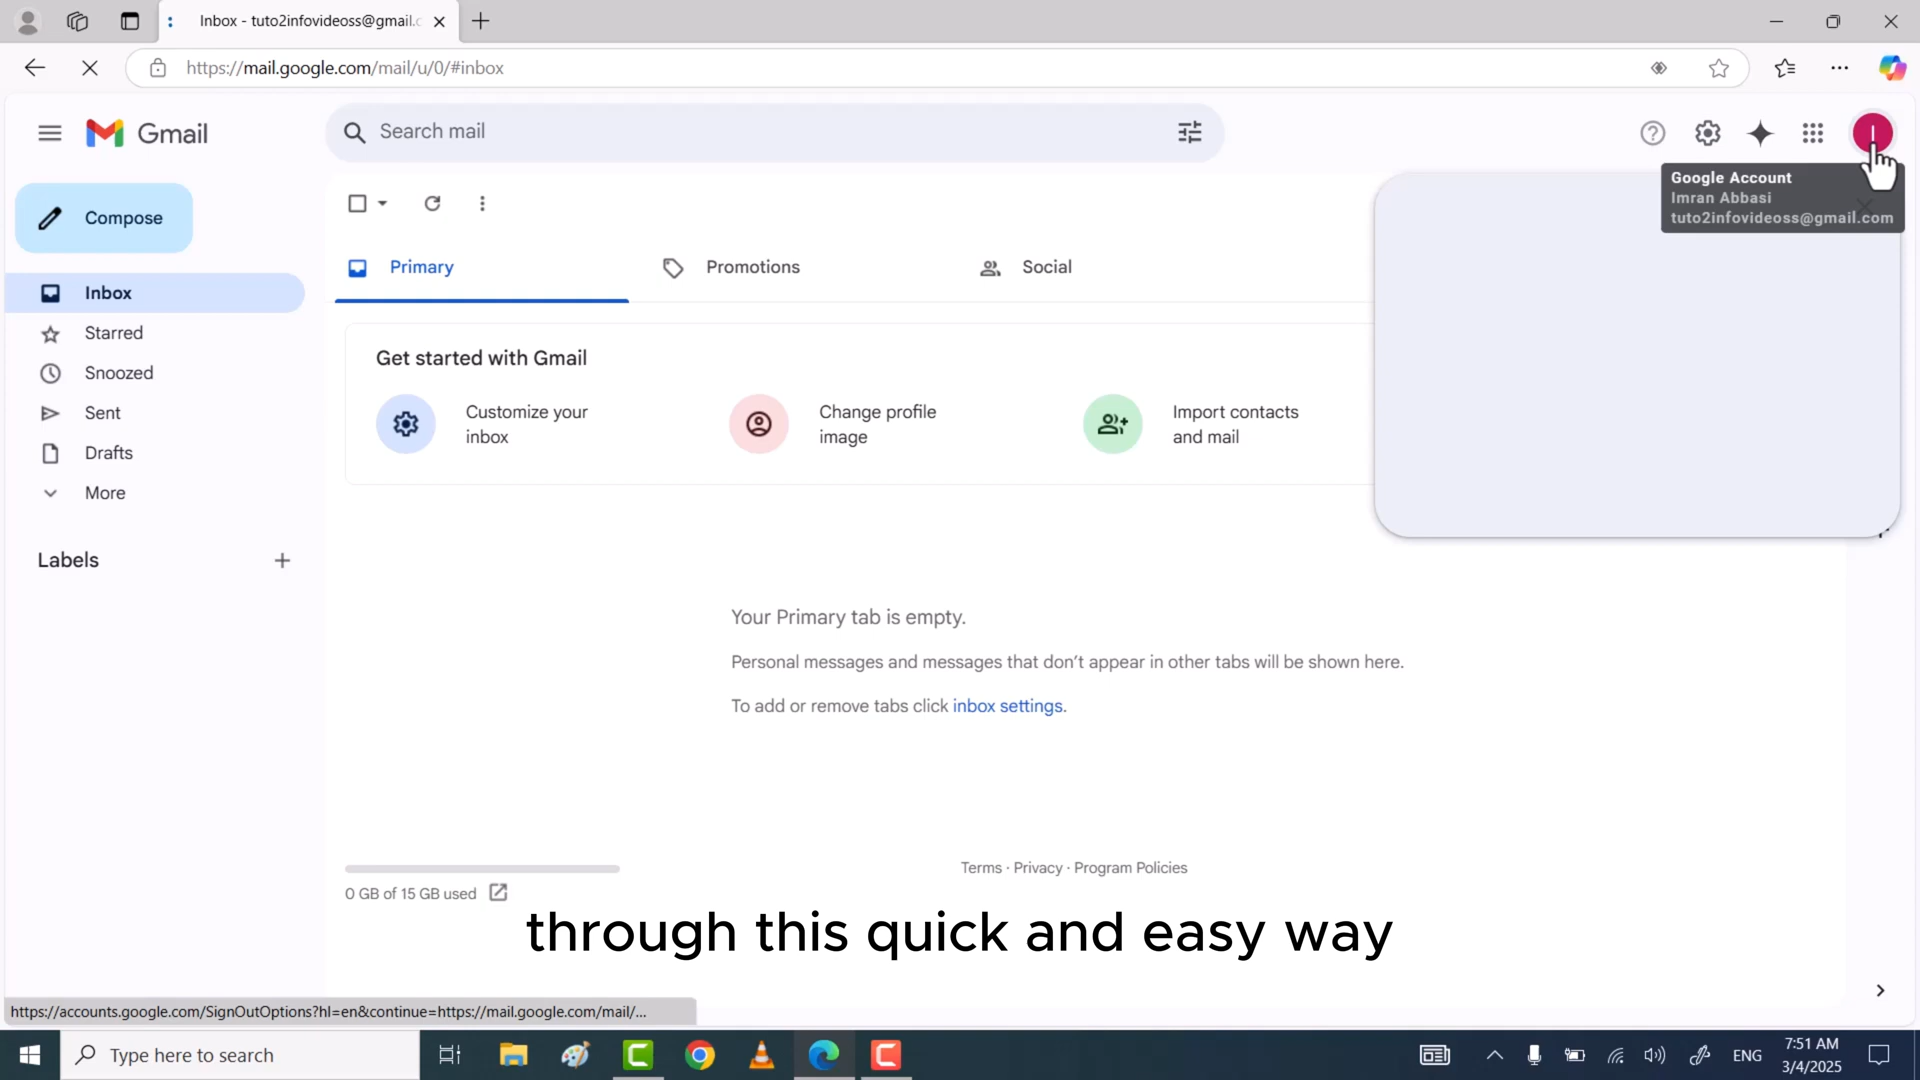 Inbox - tuto2infovideoss@gmail.c
https://mail.google.com/mail/u/0/#inbox
Gmail
Search mail
Google Account
Imran Abbasi
tuto2infovideoss@gmail.com
Compose
Primary
Promotions
Social
Inbox
Starred
Snoozed
Sent
Drafts
More
Labels
Get started with Gmail
Customize your
inbox
Change profile
image
Import contacts
and mail
Your Primary tab is empty.
Personal messages and messages that don't appear in other tabs will be shown here.
To add or remove tabs click inbox settings.
Terms · Privacy · Program Policies
0 GB of 15 GB used
through this quick and easy way
https://accounts.google.com/SignOutOptions?hl=en&continue=https://mail.google.com/mail/...
Type here to search
ENG
7:51 AM
3/4/2025